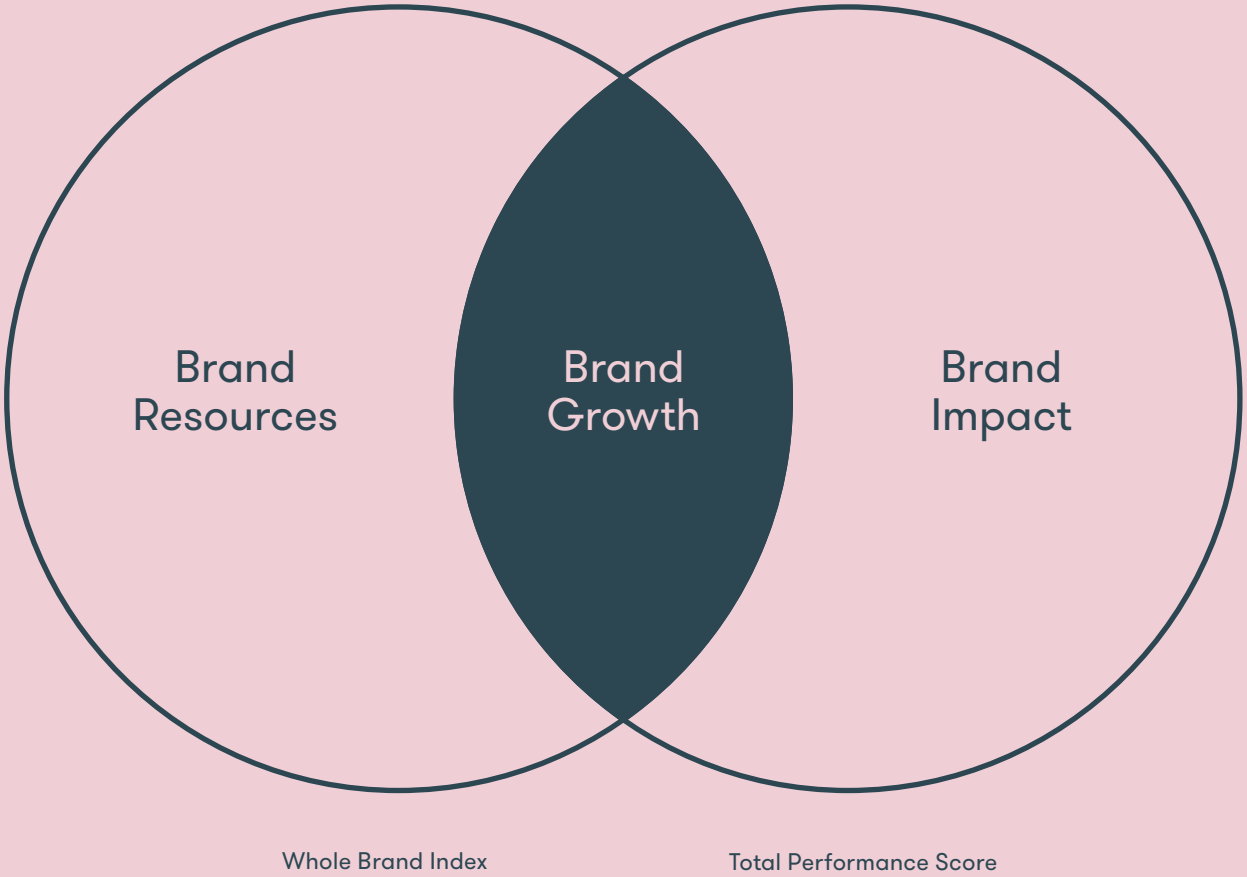 Brand
Resources
Brand
Growth
Brand
Impact
Whole Brand Index
Total Performance Score